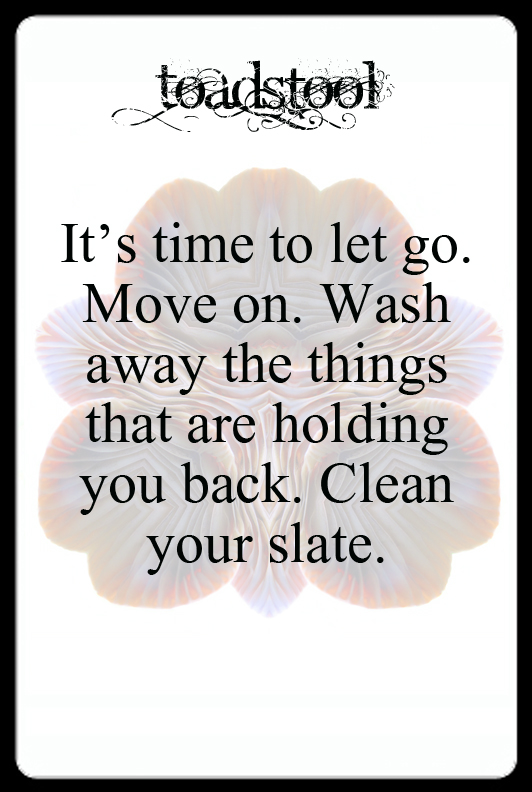 toadstool
It’s time to let go.
Move on. Wash
away the things
that are holding
you back. Clean
your slate.